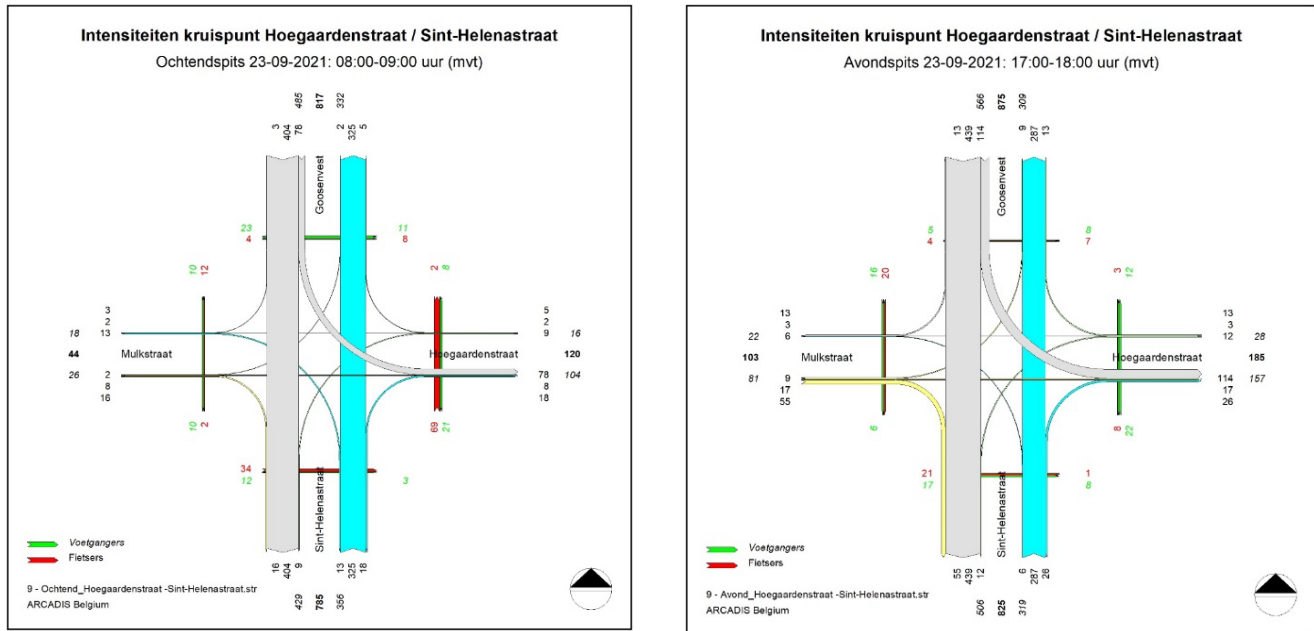 Intensiteiten kruispunt Hoegaardenstraat / Sint-Helenastraat
Ochtendspits 23-09-2021: 08:00-09:00 uur (mvt)
485 817 332
3 404 78 2 325 5
Goosenvest
23 11
4 8
10 12 2 8
3 5
2 2
18 13 9 16
44 Mulkstraat Hoegaardenstraat 120
26 2 78 104
8 8
16 18
10 2 69 21
34
12 3
Sint-Helenastraat
Voetgangers
Fietsers
16 404 9 13 325 18
429 785 356
9 - Ochtend_Hoegaardenstraat -Sint-Helenastraat.str
ARCADIS Belgium
Intensiteiten kruispunt Hoegaardenstraat / Sint-Helenastraat
Avondspits 23-09-2021: 17:00-18:00 uur (mvt)
566 875 309
13 439 114 9 287 13
Goosenvest
5 8
4 7
16 20 3 12
13 13
3 3
22 6 12 28
103 Mulkstraat Hoegaardenstraat 185
81 9 114 157
17 17
55 26
6 8 22
21 1
17 8
Sint-Helenastraat
Voetgangers
Fietsers
55 439 12 6 287 26
506 825 319
9 - Avond_Hoegaardenstraat -Sint-Helenastraat.str
ARCADIS Belgium